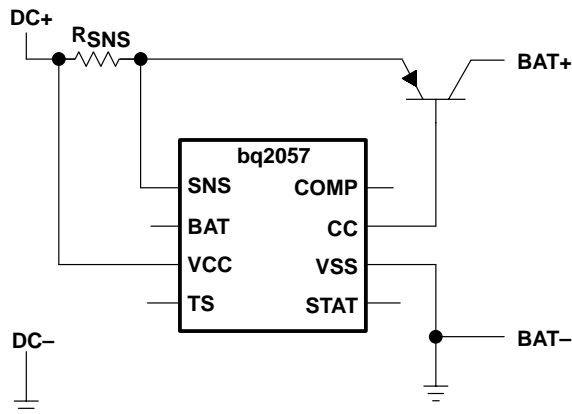 DC+
RSNS
BAT+
bq2057
SNS
COMP
BAT
CC
VCC
VSS
TS
STAT
DC–
BAT–